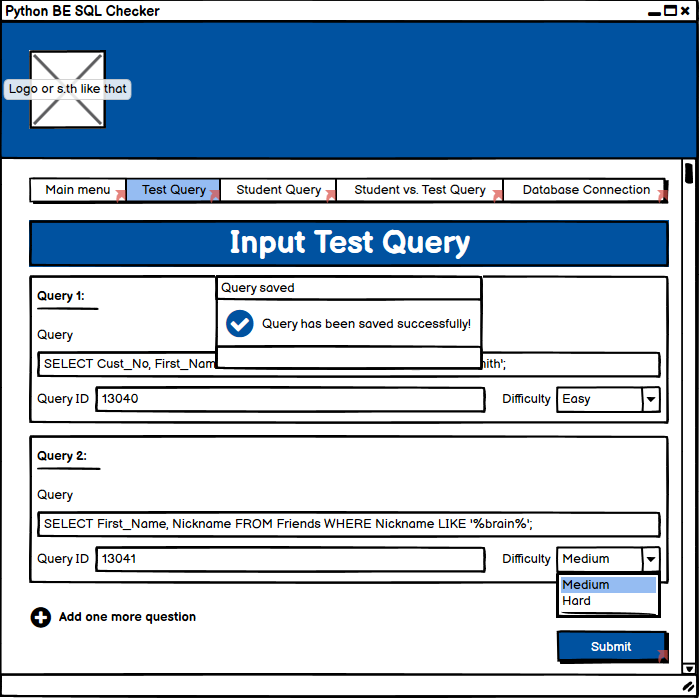 Python BE SQL Checker
Logo or s.th like that
Main menu Test Query Student Query Student vs. Test Query Database Connection
Input Test Query
Query saved
Query has been saved successfully!
Query 1:
Query
SELECT Cust_No, First_Nam mith';
Query ID 13040 Difficulty Easy
Query 2:
Query
SELECT First_Name, Nickname FROM Friends WHERE Nickname LIKE '%brain%';
Query ID 13041 Difficulty Medium
Medium
Hard
Add one more question
Submit